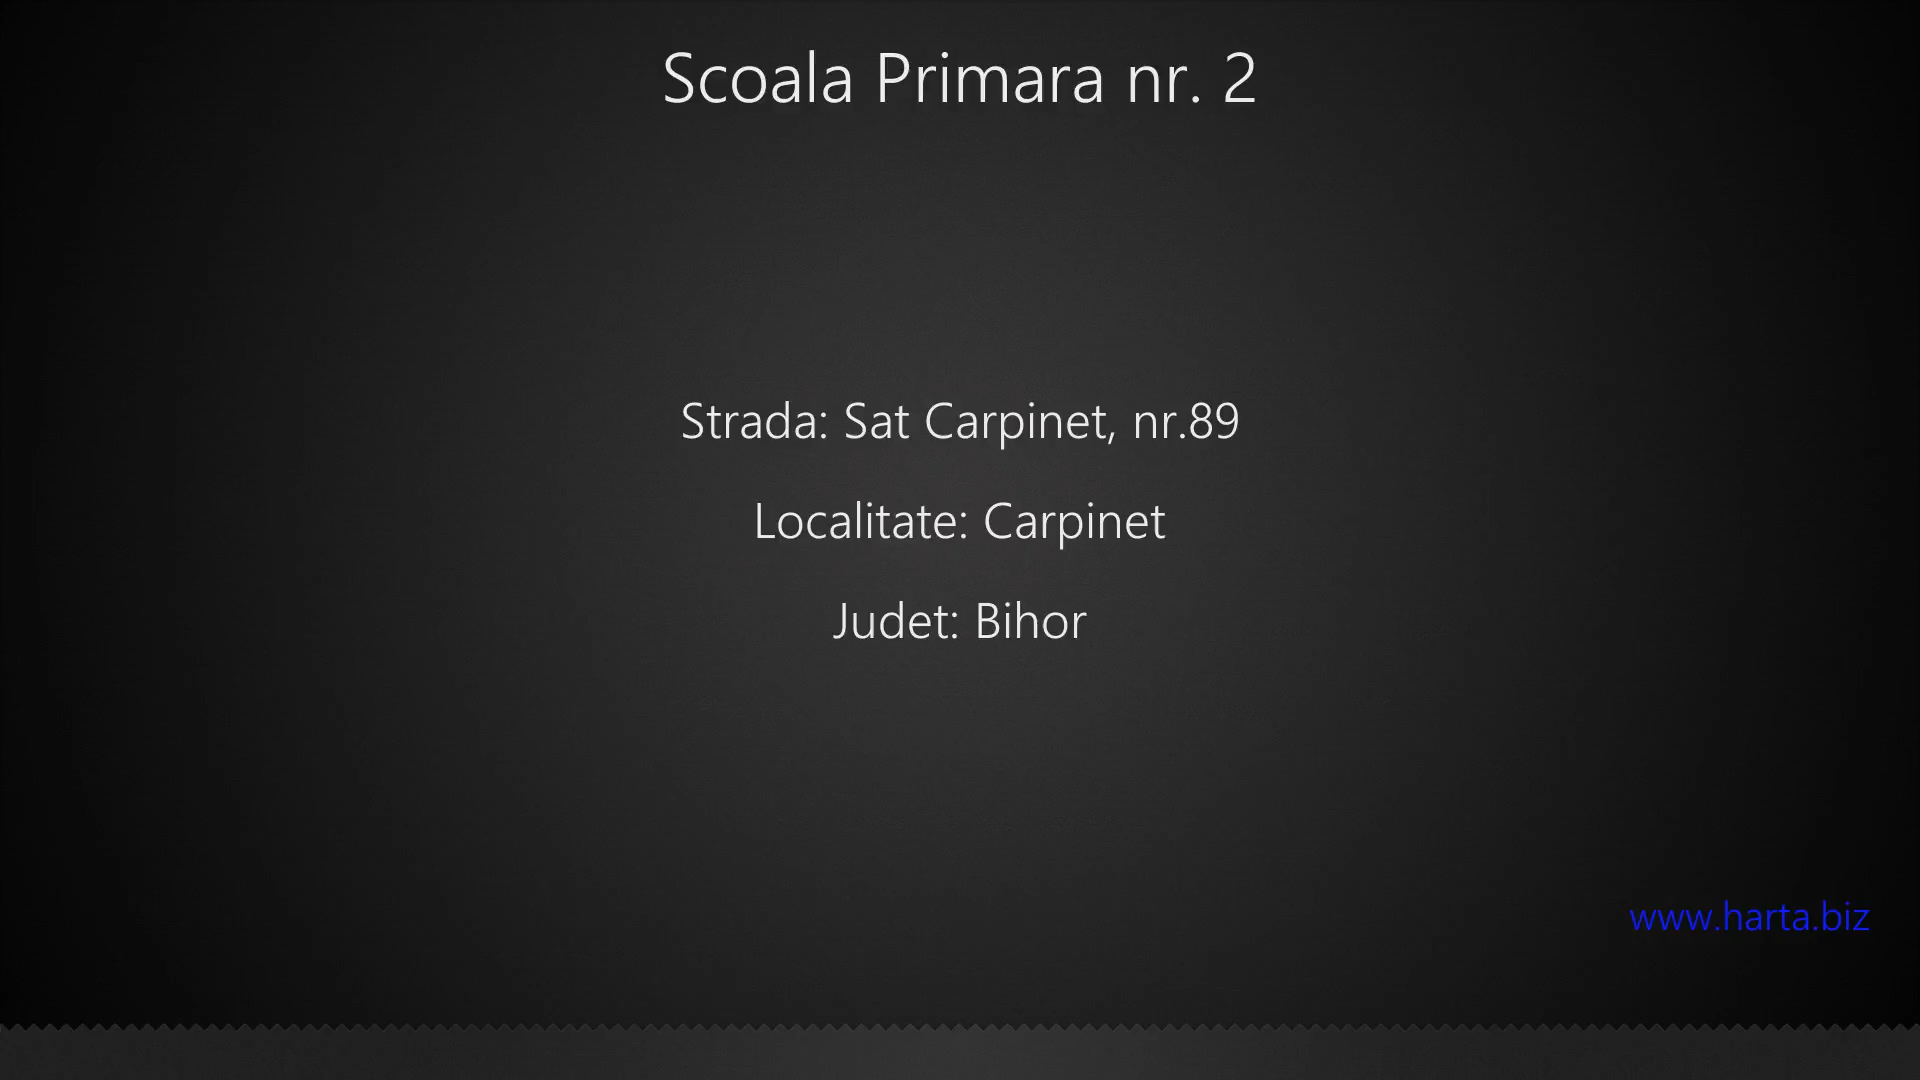 Scoala Primara nr. 2
Strada: Sat Carpinet, nr.89
Localitate: Carpinet
Judet: Bihor
www.harta.biz